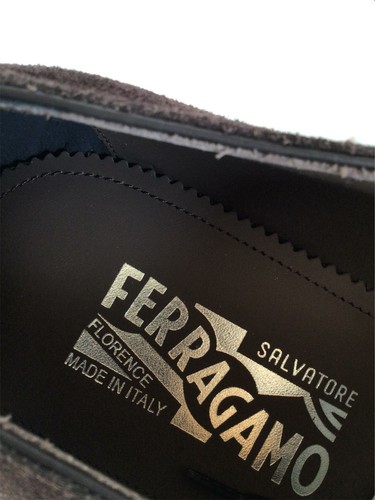 SALVATORE
FERRAGAMO
FLORENCE
MADE IN ITALY